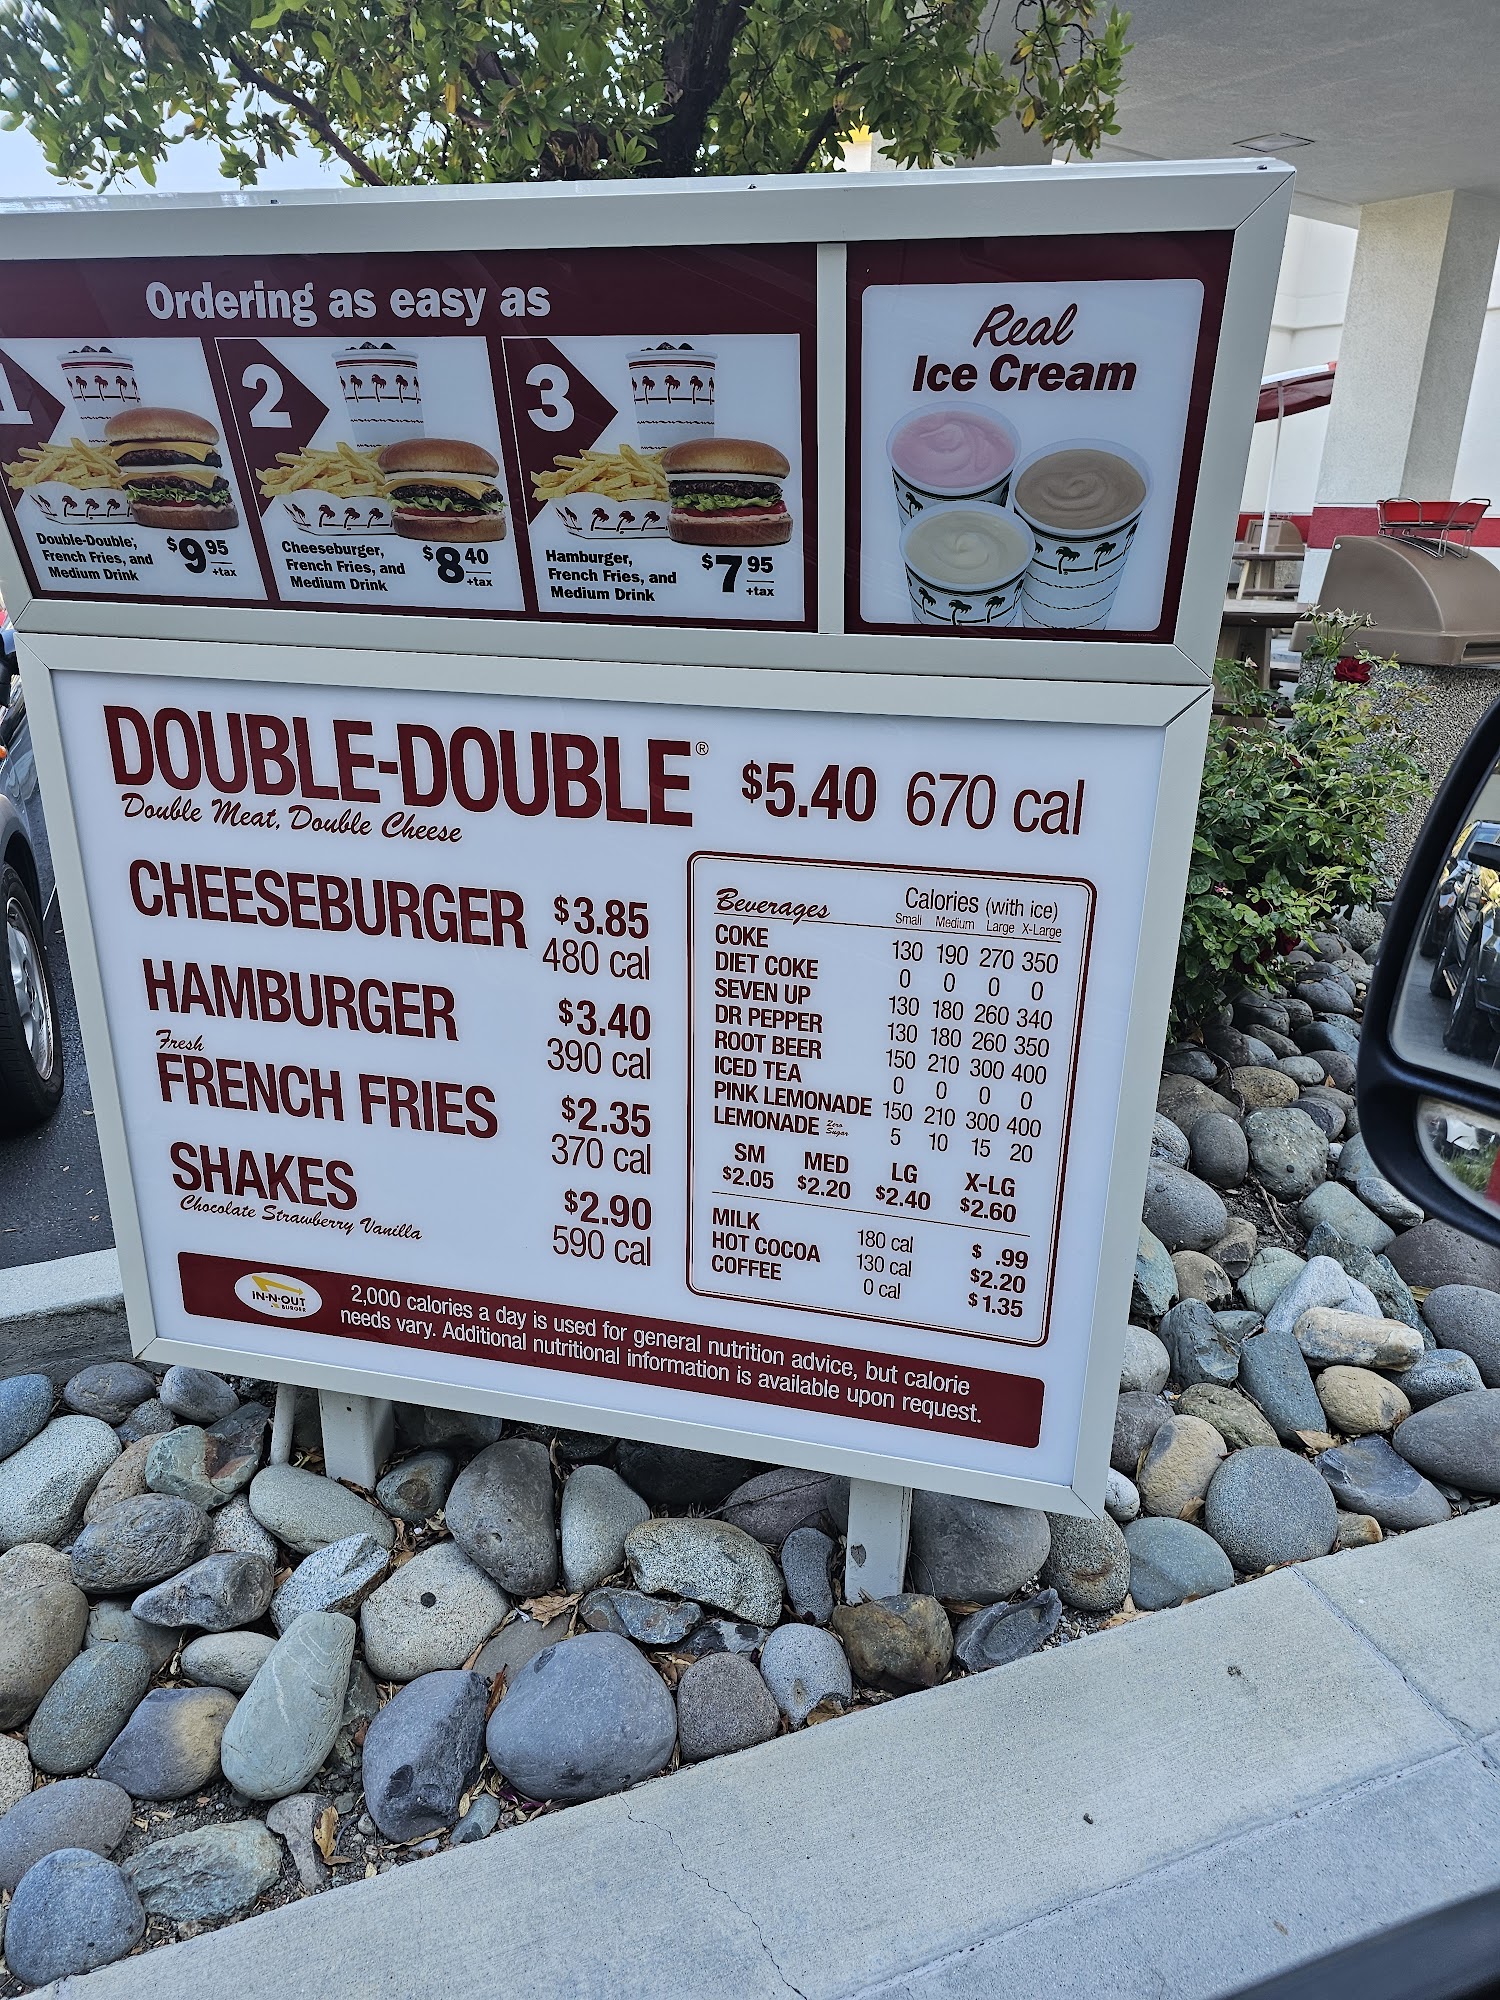 Ordering as easy as
1
Double-Double®,
French Fries, and
Medium Drink
$9 95
+tax
2
Cheeseburger,
French Fries, and
Medium Drink
$8 40
+tax
3
Hamburger,
French Fries, and
Medium Drink
$7 95
+tax
Real
Ice Cream
DOUBLE-DOUBLE® $5.40 670 cal
Double Meat, Double Cheese
CHEESEBURGER $3.85
480 cal
HAMBURGER $3.40
390 cal
Fresh
FRENCH FRIES $2.35
370 cal
SHAKES $2.90
Chocolate Strawberry Vanilla 590 cal
Beverages Calories (with ice)
Small Medium Large X-Large
COKE 130 190 270 350
DIET COKE 0 0 0 0
SEVEN UP 130 180 260 340
DR PEPPER 130 180 260 350
ROOT BEER 150 210 300 400
ICED TEA 0 0 0 0
PINK LEMONADE 150 210 300 400
LEMONADE Zero Sugar 5 10 15 20
SM MED LG X-LG
$2.05 $2.20 $2.40 $2.60
MILK 180 cal $ .99
HOT COCOA 130 cal $2.20
COFFEE 0 cal $1.35
IN-N-OUT
BURGER
2,000 calories a day is used for general nutrition advice, but calorie
needs vary. Additional nutritional information is available upon request.